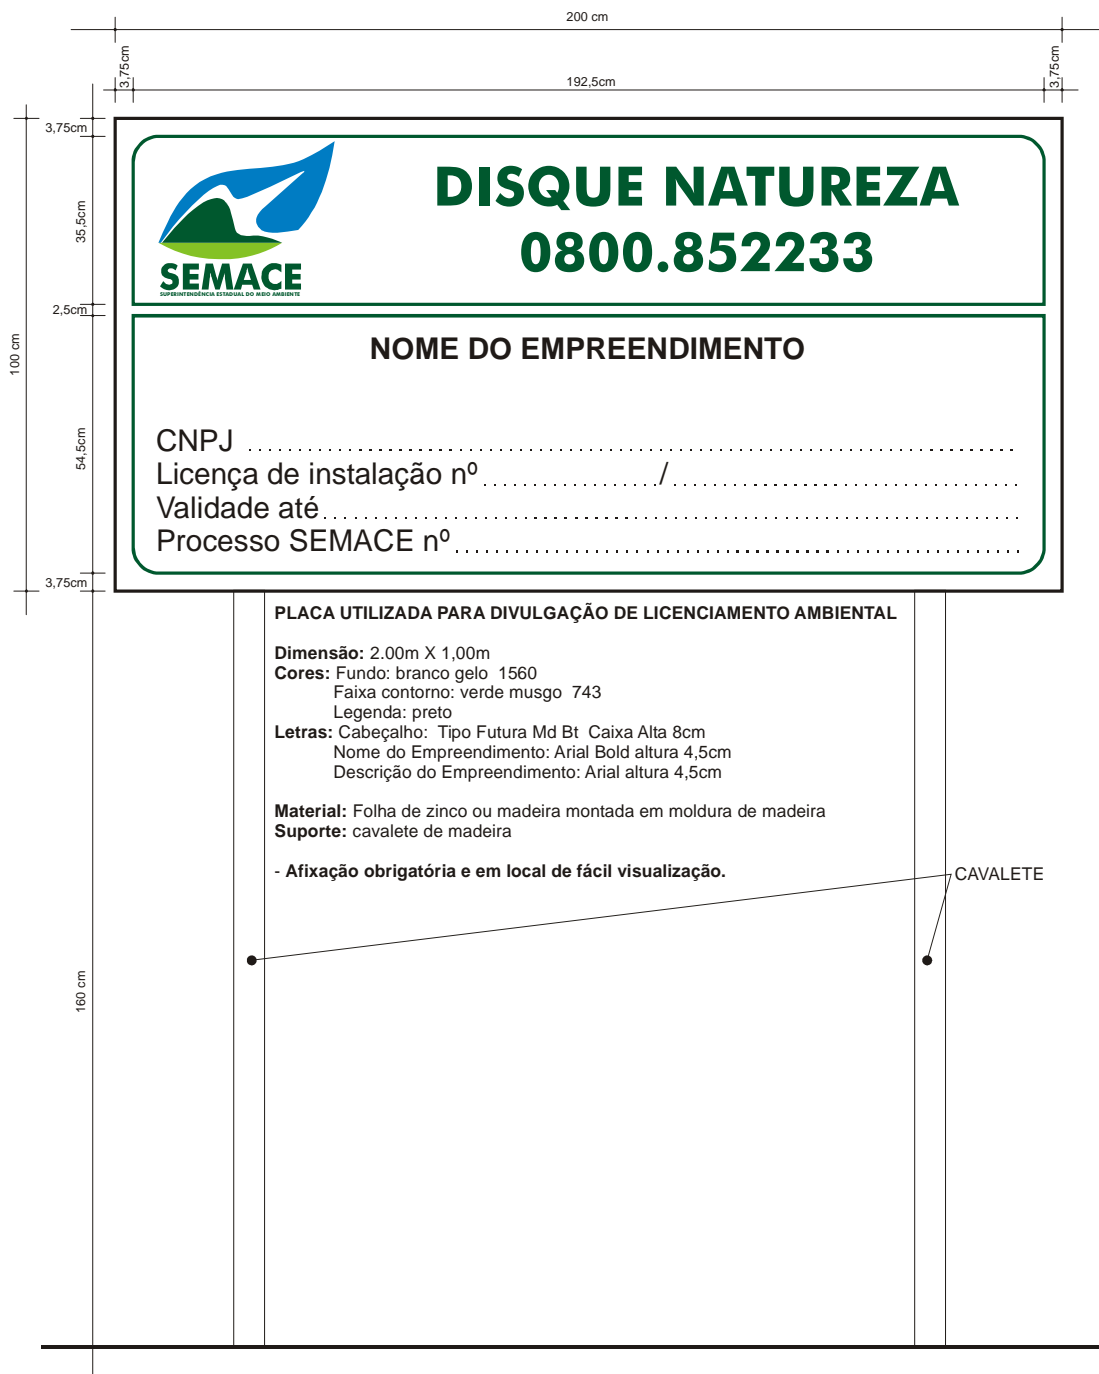 200 cm
3,75cm
192,5cm
3,75cm
3,75cm
35,5cm
2,5cm
100 cm
54,5cm
3,75cm
160 cm
DISQUE NATUREZA
0800.852233
SEMACE
SUPERINTENDÊNCIA ESTADUAL DO MEIO AMBIENTE
NOME DO EMPREENDIMENTO
CNPJ ........................................................
Licença de instalação nº ................../..............................
Validade até ........................................................
Processo SEMACE nº ........................................................
PLACA UTILIZADA PARA DIVULGAÇÃO DE LICENCIAMENTO AMBIENTAL
Dimensão: 2.00m X 1,00m
Cores: Fundo: branco gelo 1560
Faixa contorno: verde musgo 743
Legenda: preto
Letras: Cabeçalho: Tipo Futura Md Bt Caixa Alta 8cm
Nome do Empreendimento: Arial Bold altura 4,5cm
Descrição do Empreendimento: Arial altura 4,5cm
Material: Folha de zinco ou madeira montada em moldura de madeira
Suporte: cavalete de madeira
- Afixação obrigatória e em local de fácil visualização.
CAVALETE